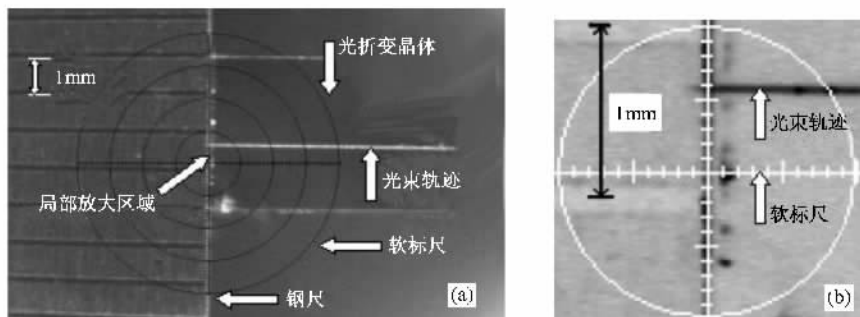 1mm
光折变晶体
光束轨迹
局部放大区域
软标尺
钢尺
(a)
1mm
光束轨迹
软标尺
(b)